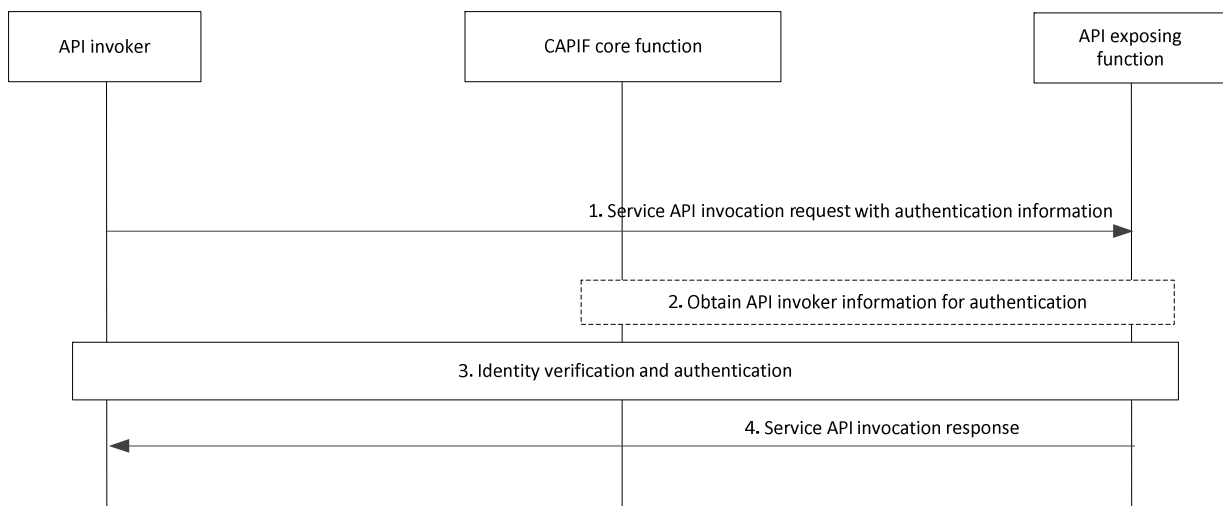 API invoker
CAPIF core function
API exposing
function
1. Service API invocation request with authentication information
2. Obtain API invoker information for authentication
3. Identity verification and authentication
4. Service API invocation response